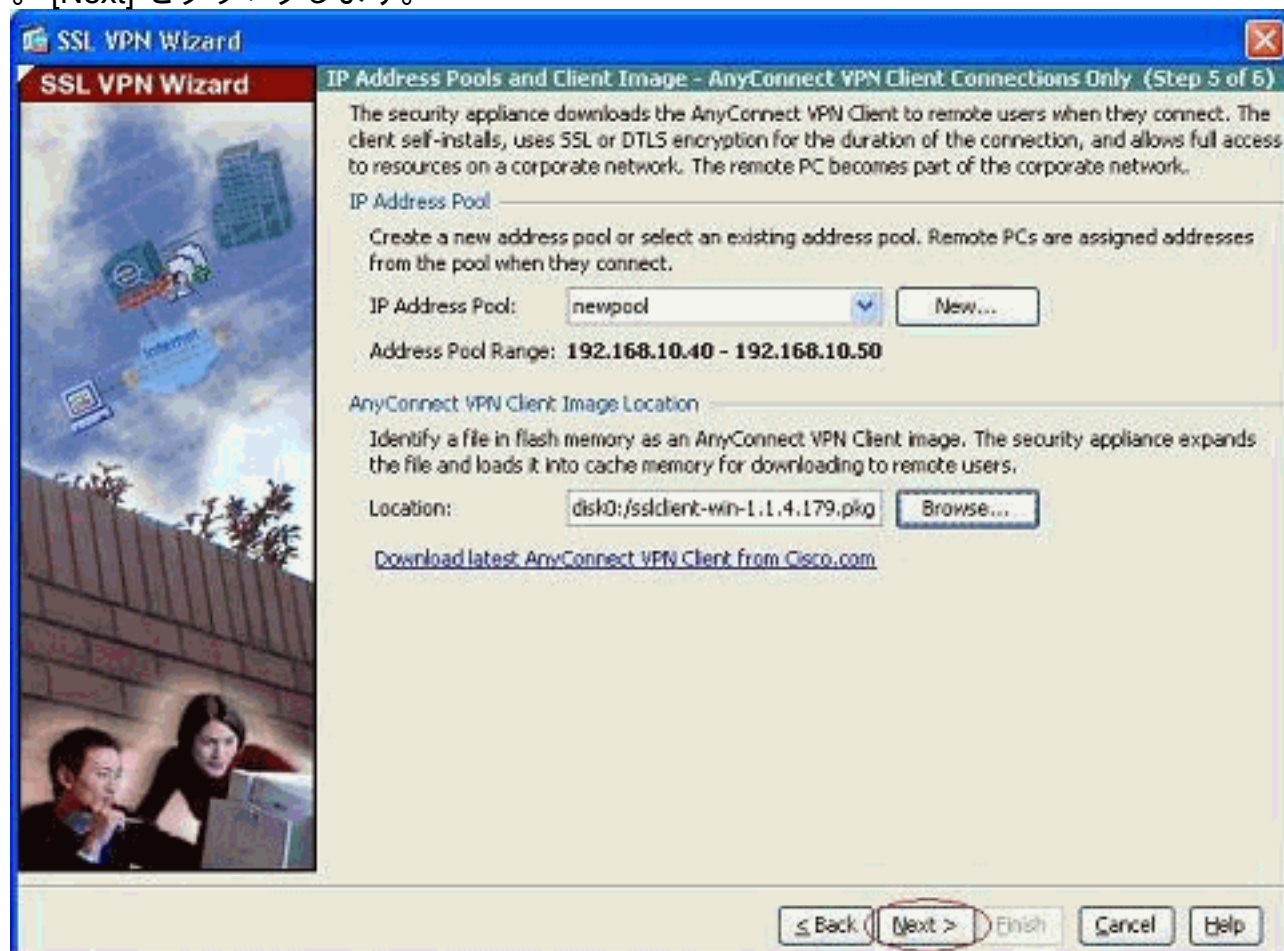 。[Next] をクリックします。
SSL VPN Wizard
SSL VPN Wizard
IP Address Pools and Client Image - AnyConnect VPN Client Connections Only (Step 5 of 6)
The security appliance downloads the AnyConnect VPN Client to remote users when they connect. The
client self-installs, uses SSL or DTLS encryption for the duration of the connection, and allows full access
to resources on a corporate network. The remote PC becomes part of the corporate network.
IP Address Pool
Create a new address pool or select an existing address pool. Remote PCs are assigned addresses
from the pool when they connect.
IP Address Pool: newpool New...
Address Pool Range: 192.168.10.40 - 192.168.10.50
AnyConnect VPN Client Image Location
Identify a file in flash memory as an AnyConnect VPN Client image. The security appliance expands
the file and loads it into cache memory for downloading to remote users.
Location: disk0:/sslclient-win-1.1.4.179.pkg Browse...
Download latest AnyConnect VPN Client from Cisco.com
Internet
< Back Next > Finish Cancel Help